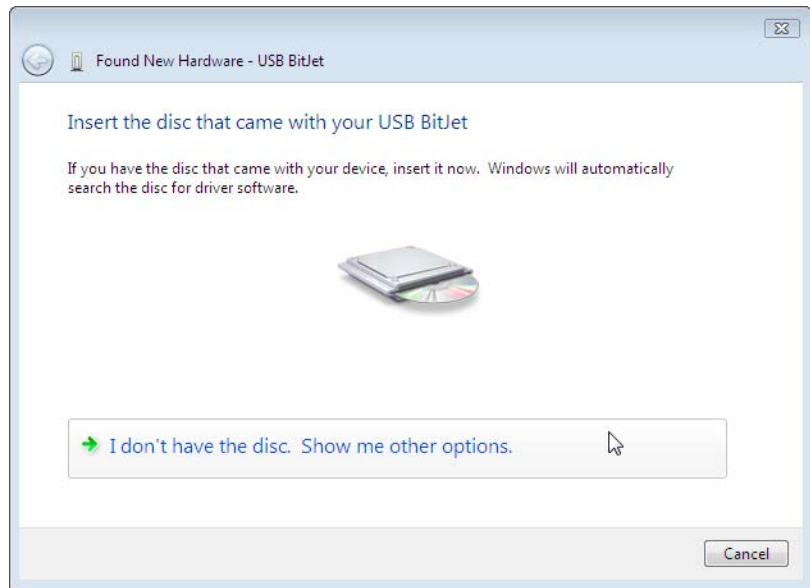 Found New Hardware - USB BitJet
Insert the disc that came with your USB BitJet
If you have the disc that came with your device, insert it now.  Windows will automatically
search the disc for driver software.
I don't have the disc.  Show me other options.
Cancel